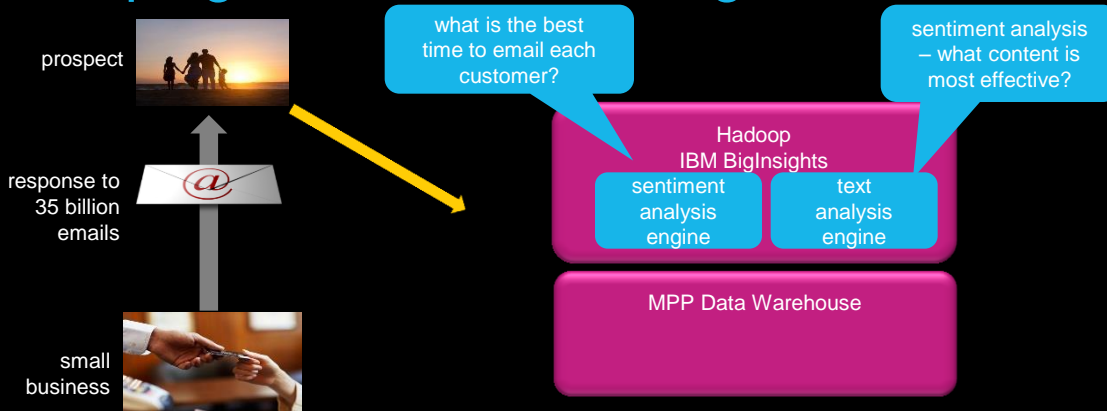 prospect
what is the best
time to email each
customer?
sentiment analysis
– what content is
most effective?
Hadoop
IBM BigInsights
sentiment
analysis
engine
text
analysis
engine
@
response to
35 billion
emails
MPP Data Warehouse
small
business